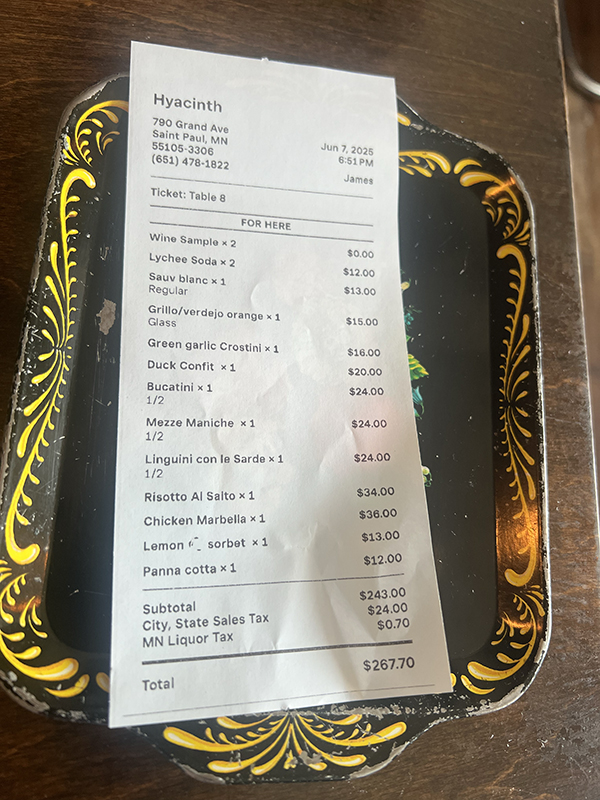 Hyacinth
790 Grand Ave
Saint Paul, MN
55105-3306
(651) 478-1822
Jun 7, 2025
6:51 PM
James
Ticket: Table 8
FOR HERE
Wine Sample × 2 $0.00
Lychee Soda × 2 $12.00
Sauv blanc × 1 $13.00
Regular
Grillo/verdejo orange × 1 $15.00
Glass
Green garlic Crostini × 1 $16.00
Duck Confit × 1 $20.00
Bucatini × 1 $24.00
1/2
Mezze Maniche × 1 $24.00
1/2
Linguini con le Sarde × 1 $24.00
1/2
Risotto Al Salto × 1 $34.00
Chicken Marbella × 1 $36.00
Lemon sorbet × 1 $13.00
Panna cotta × 1 $12.00
Subtotal $243.00
City, State Sales Tax $24.00
MN Liquor Tax $0.70
Total $267.70